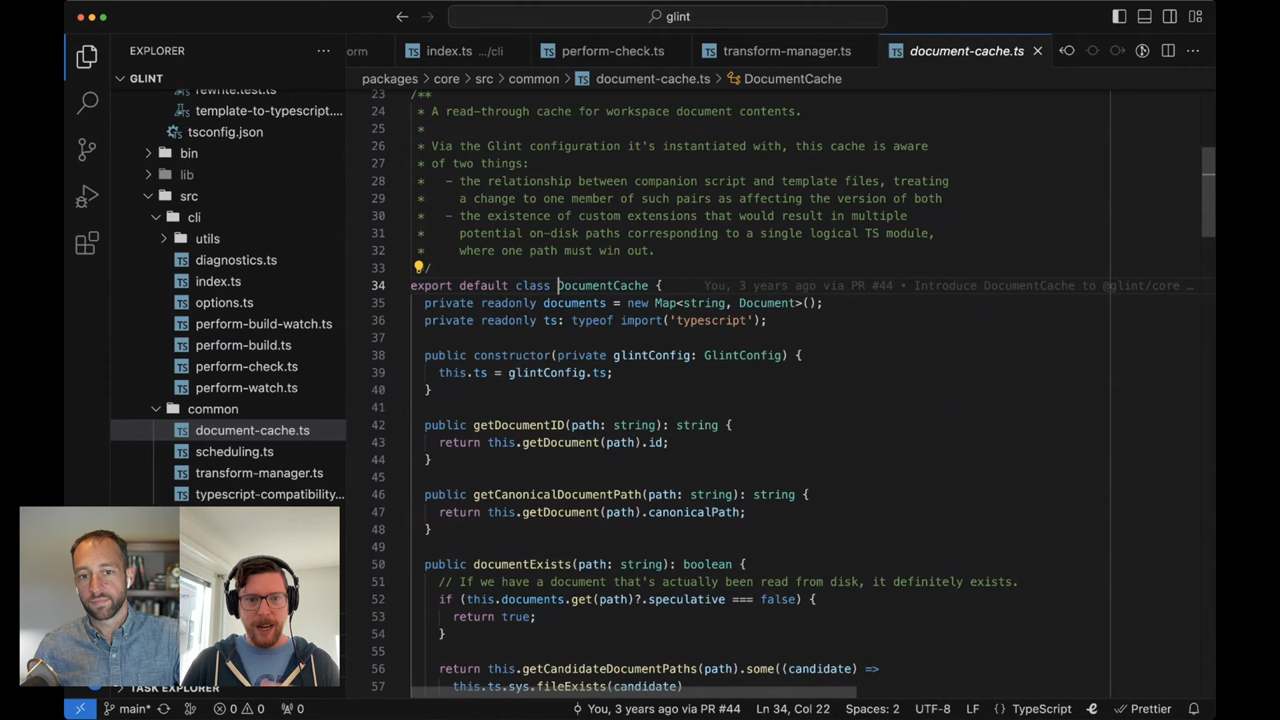 glint
EXPLORER
orm
index.ts .../cli
perform-check.ts
transform-manager.ts
document-cache.ts
packages > core > src > common > document-cache.ts > DocumentCache
GLINT
rewrite.test.ts
template-to-typescript....
tsconfig.json
bin
lib
src
cli
utils
diagnostics.ts
index.ts
options.ts
perform-build-watch.ts
perform-build.ts
perform-check.ts
perform-watch.ts
common
document-cache.ts
scheduling.ts
transform-manager.ts
typescript-compatibility...
TASK EXPLORER
23 /**
24 * A read-through cache for workspace document contents.
25 *
26 * Via the Glint configuration it's instantiated with, this cache is aware
27 * of two things:
28 * - the relationship between companion script and template files, treating
29 * a change to one member of such pairs as affecting the version of both
30 * - the existence of custom extensions that would result in multiple
31 * potential on-disk paths corresponding to a single logical TS module,
32 * where one path must win out.
33 /
34 export default class DocumentCache { You, 3 years ago via PR #44 • Introduce DocumentCache to @glint/core …
35 private readonly documents = new Map<string, Document>();
36 private readonly ts: typeof import('typescript');
37
38 public constructor(private glintConfig: GlintConfig) {
39 this.ts = glintConfig.ts;
40 }
41
42 public getDocumentID(path: string): string {
43 return this.getDocument(path).id;
44 }
45
46 public getCanonicalDocumentPath(path: string): string {
47 return this.getDocument(path).canonicalPath;
48 }
49
50 public documentExists(path: string): boolean {
51 // If we have a document that's actually been read from disk, it definitely exists.
52 if (this.documents.get(path)?.speculative === false) {
53 return true;
54 }
55
56 return this.getCandidateDocumentPaths(path).some((candidate) =>
57 this.ts.sys.fileExists(candidate)
main* 0 0 0 You, 3 years ago via PR #44 Ln 34, Col 22 Spaces: 2 UTF-8 LF TypeScript Prettier